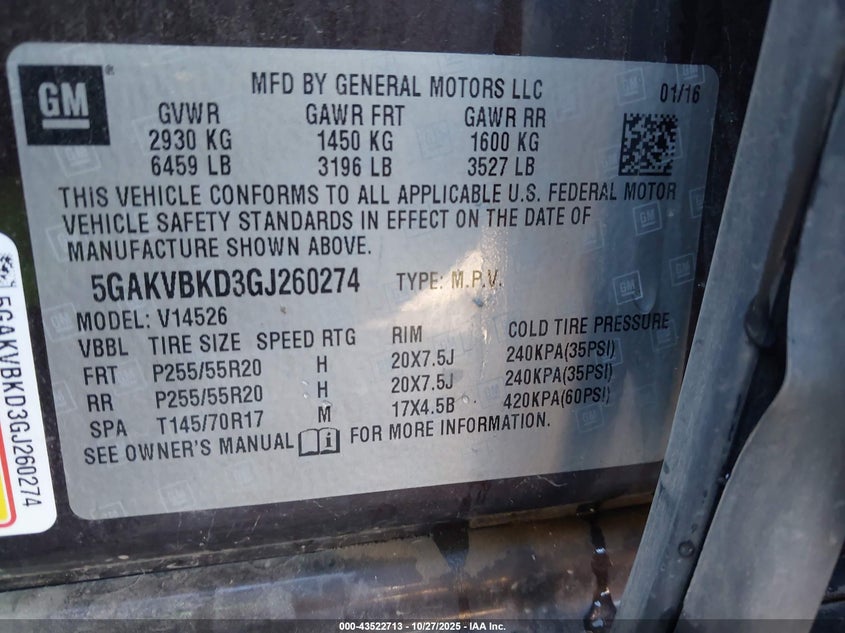 GM ®
MFD BY GENERAL MOTORS LLC
01/16
GVWR GAWR FRT GAWR RR
2930 KG 1450 KG 1600 KG
6459 LB 3196 LB 3527 LB
THIS VEHICLE CONFORMS TO ALL APPLICABLE U.S. FEDERAL MOTOR
VEHICLE SAFETY STANDARDS IN EFFECT ON THE DATE OF
MANUFACTURE SHOWN ABOVE.
5GAKVBKD3GJ260274 TYPE: M.P.V.
MODEL: V14526
VBBL TIRE SIZE SPEED RTG RIM COLD TIRE PRESSURE
FRT P255/55R20 H 20X7.5J 240KPA(35PSI)
RR P255/55R20 H 20X7.5J 240KPA(35PSI)
SPA T145/70R17 M 17X4.5B 420KPA(60PSI)
SEE OWNER'S MANUAL i FOR MORE INFORMATION.
5GAKVBKD3GJ260274
000-43522713 - 10/27/2025 - IAA Inc.